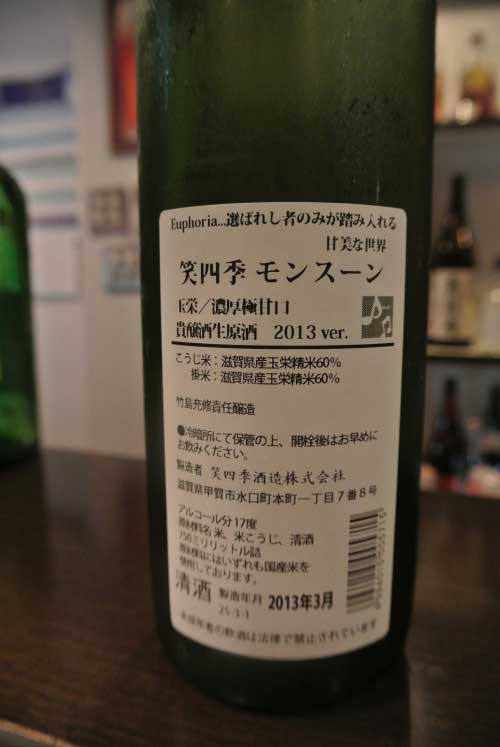 Euphoria...選ばれし者のみが踏み入れる
甘美な世界
笑四季 モンスーン
玉栄／濃厚極甘口
貴醸酒生原酒 2013 ver.
こうじ米：滋賀県産玉栄精米60%
掛米：滋賀県産玉栄精米60%
竹島充修責任醸造
●冷暗所にて保管の上、開栓後はお早めに
お飲みください。
製造者 笑四季酒造株式会社
滋賀県甲賀市水口町本町一丁目７番８号
アルコール分17度
原材料名 米、米こうじ、清酒
750ミリリットル詰
原材料にはいずれも国産米を
使用しております。
清酒 製造年月 2013年3月
25-3-1
未成年者の飲酒は法律で禁止されています